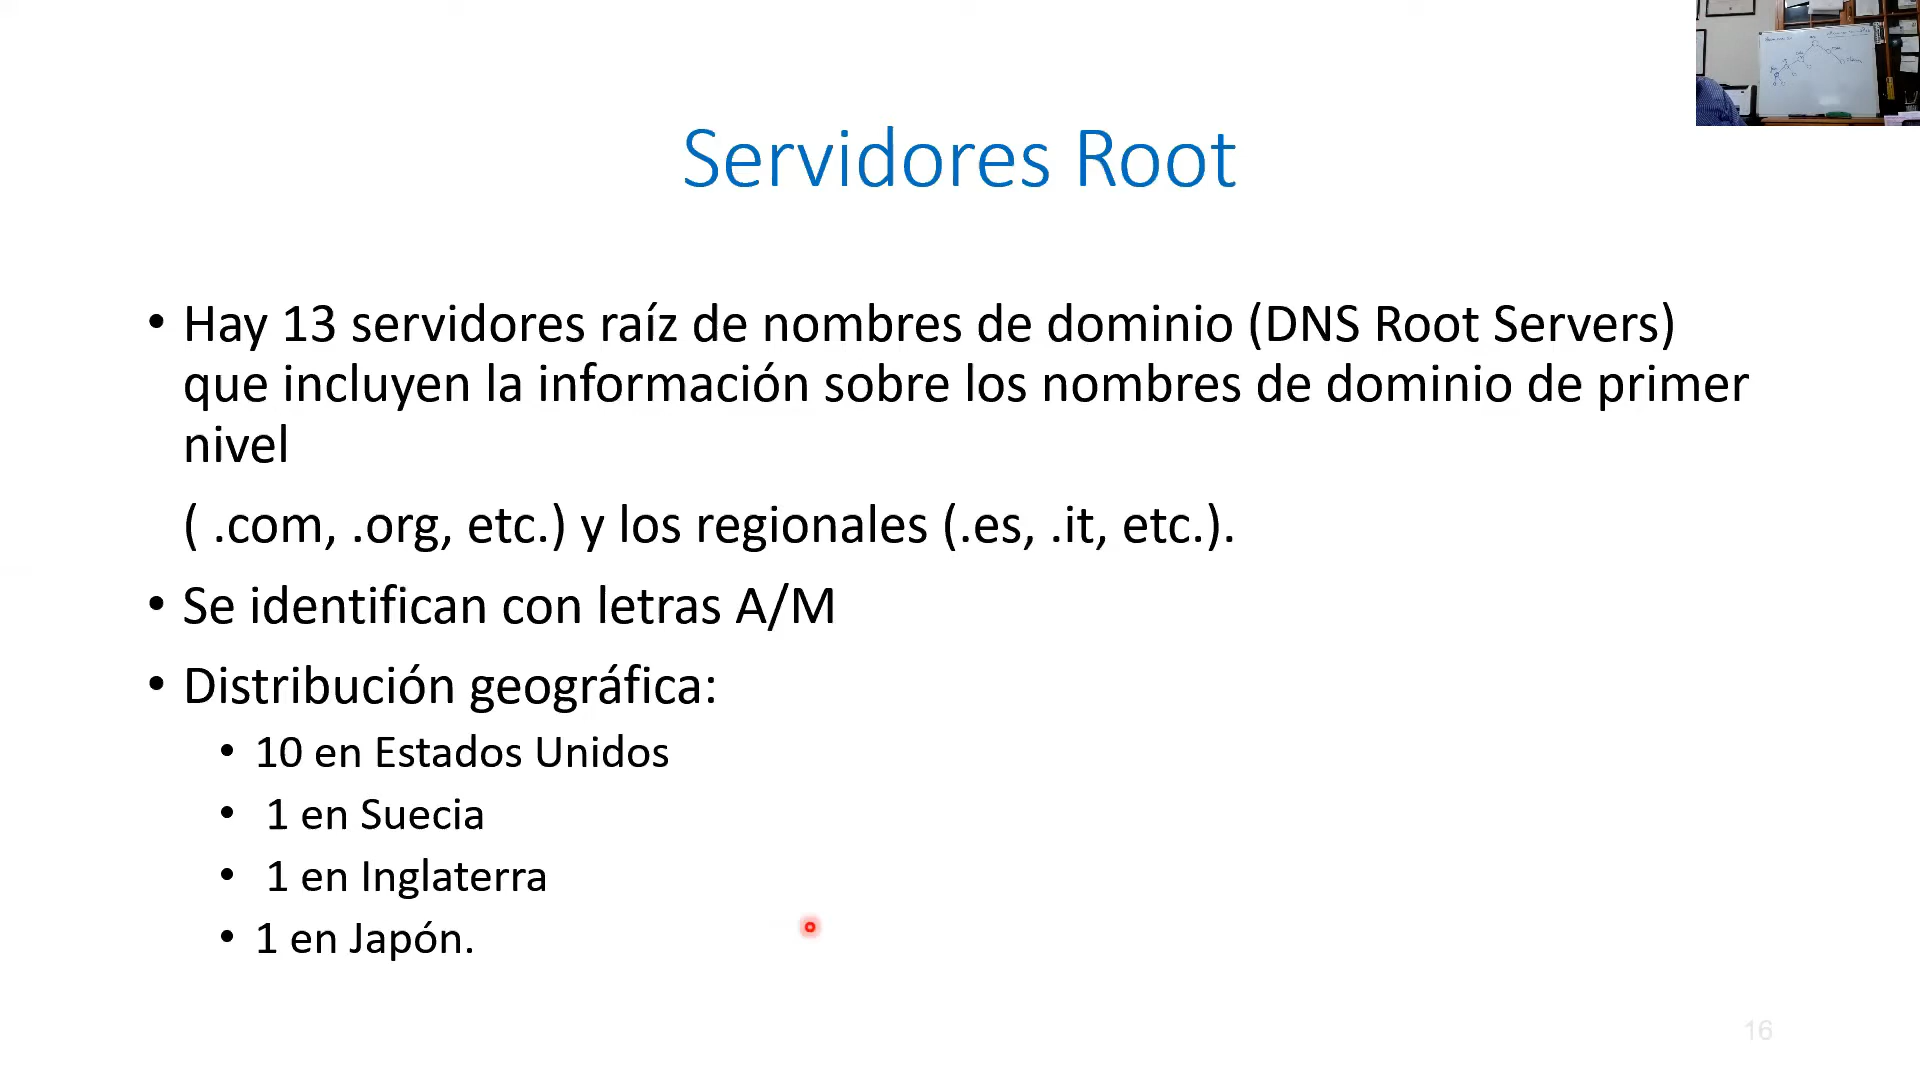 Servidores Root
• Hay 13 servidores raíz de nombres de dominio (DNS Root Servers)
que incluyen la información sobre los nombres de dominio de primer
nivel
( .com, .org, etc.) y los regionales (.es, .it, etc.).
• Se identifican con letras A/M
• Distribución geográfica:
• 10 en Estados Unidos
• 1 en Suecia
• 1 en Inglaterra
• 1 en Japón.
16